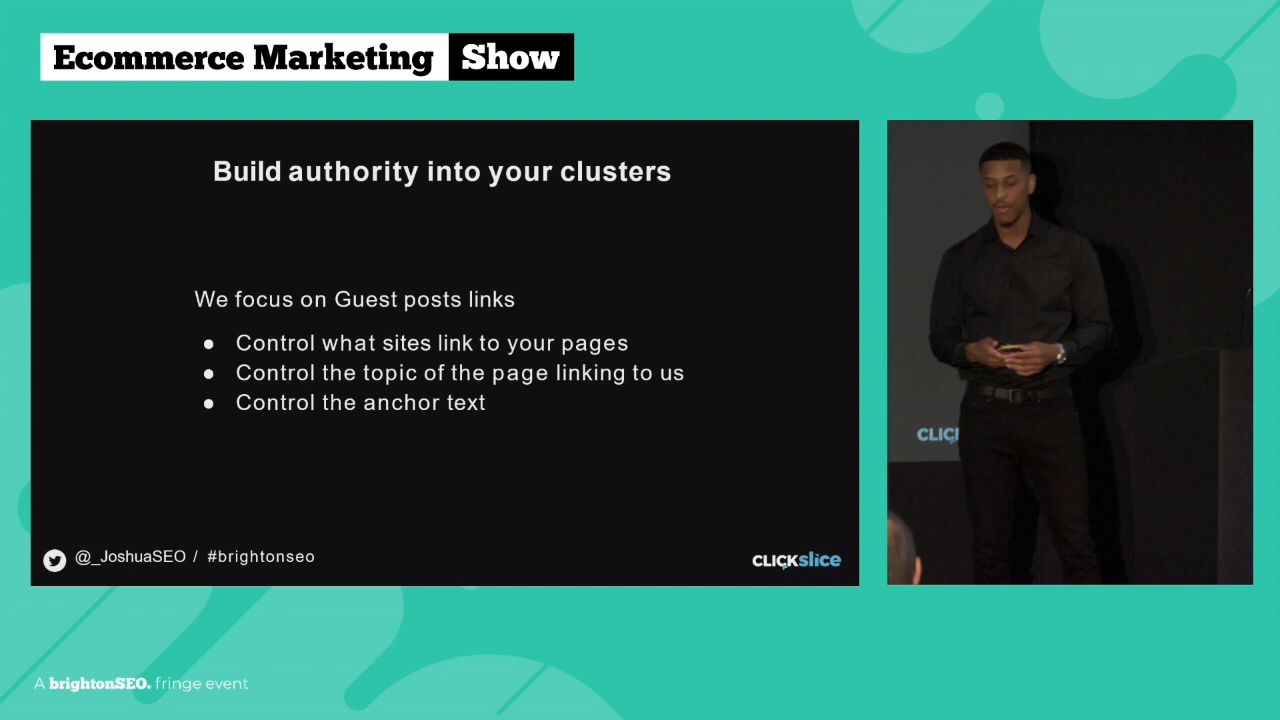 Ecommerce Marketing Show
Build authority into your clusters
We focus on Guest posts links
● Control what sites link to your pages
● Control the topic of the page linking to us
● Control the anchor text
@_JoshuaSEO / #brightonseo
CLICKslice
CLICK
A brightonSEO. fringe event